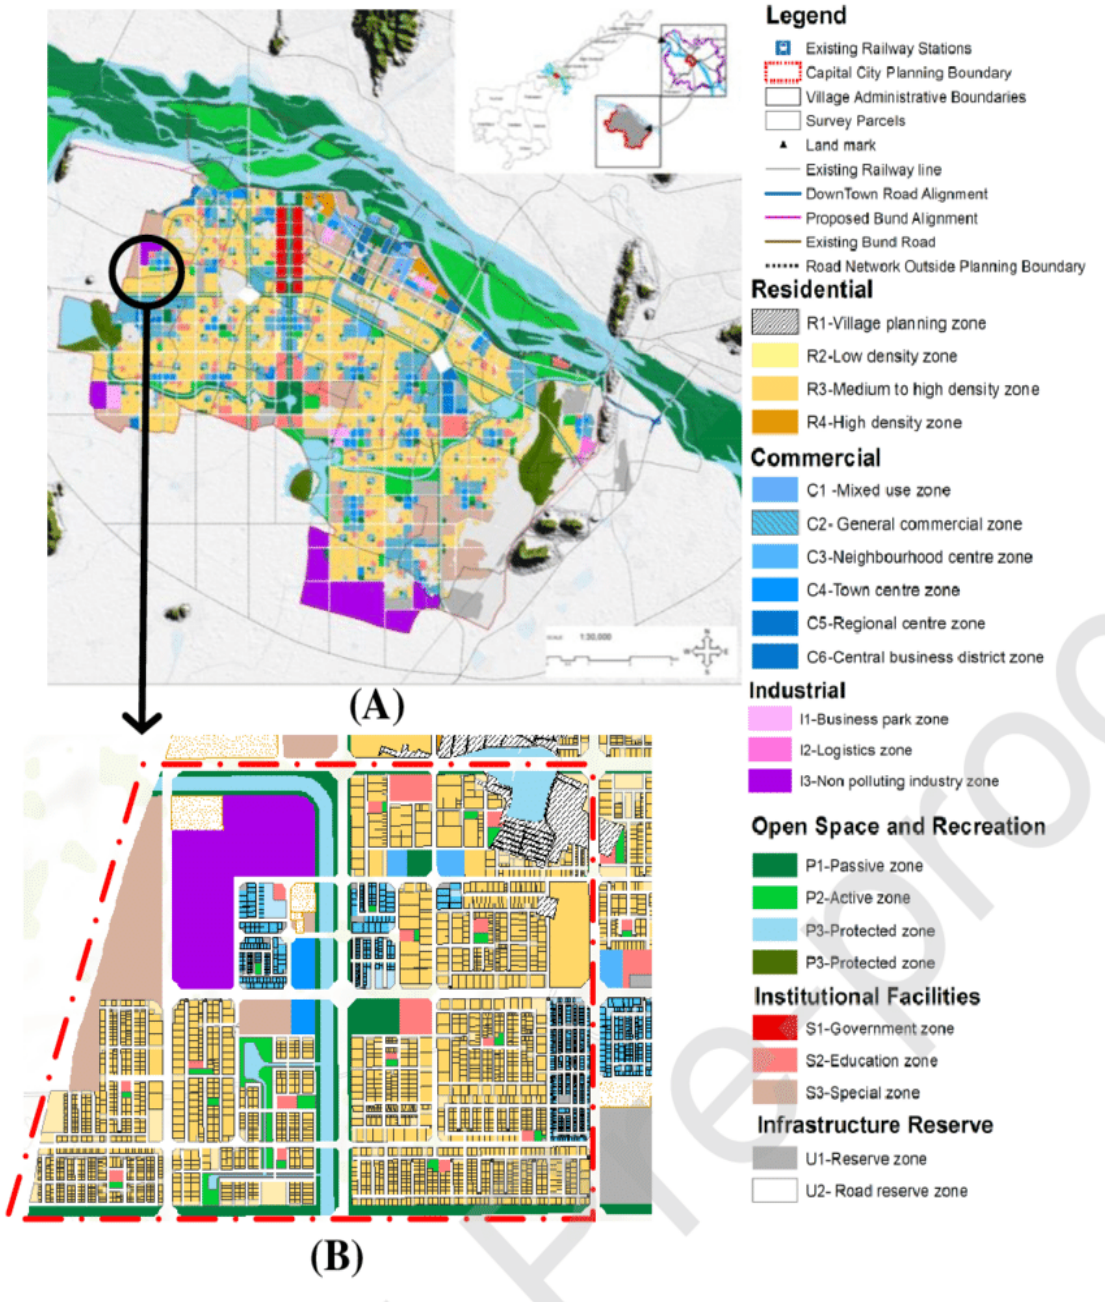 Legend
Existing Railway Stations
Capital City Planning Boundary
Village Administrative Boundaries
Survey Parcels
Land mark
Existing Railway line
DownTown Road Alignment
Proposed Bund Alignment
Existing Bund Road
Road Network Outside Planning Boundary
Residential
R1-Village planning zone
R2-Low density zone
R3-Medium to high density zone
R4-High density zone
Commercial
C1 -Mixed use zone
C2- General commercial zone
C3-Neighbourhood centre zone
C4-Town centre zone
C5-Regional centre zone
C6-Central business district zone
Industrial
I1-Business park zone
I2-Logistics zone
I3-Non polluting industry zone
Open Space and Recreation
P1-Passive zone
P2-Active zone
P3-Protected zone
P3-Protected zone
Institutional Facilities
S1-Government zone
S2-Education zone
S3-Special zone
Infrastructure Reserve
U1-Reserve zone
U2- Road reserve zone
SCALE 1:30,000
N
W E
S
(A)
(B)
Pre-proo